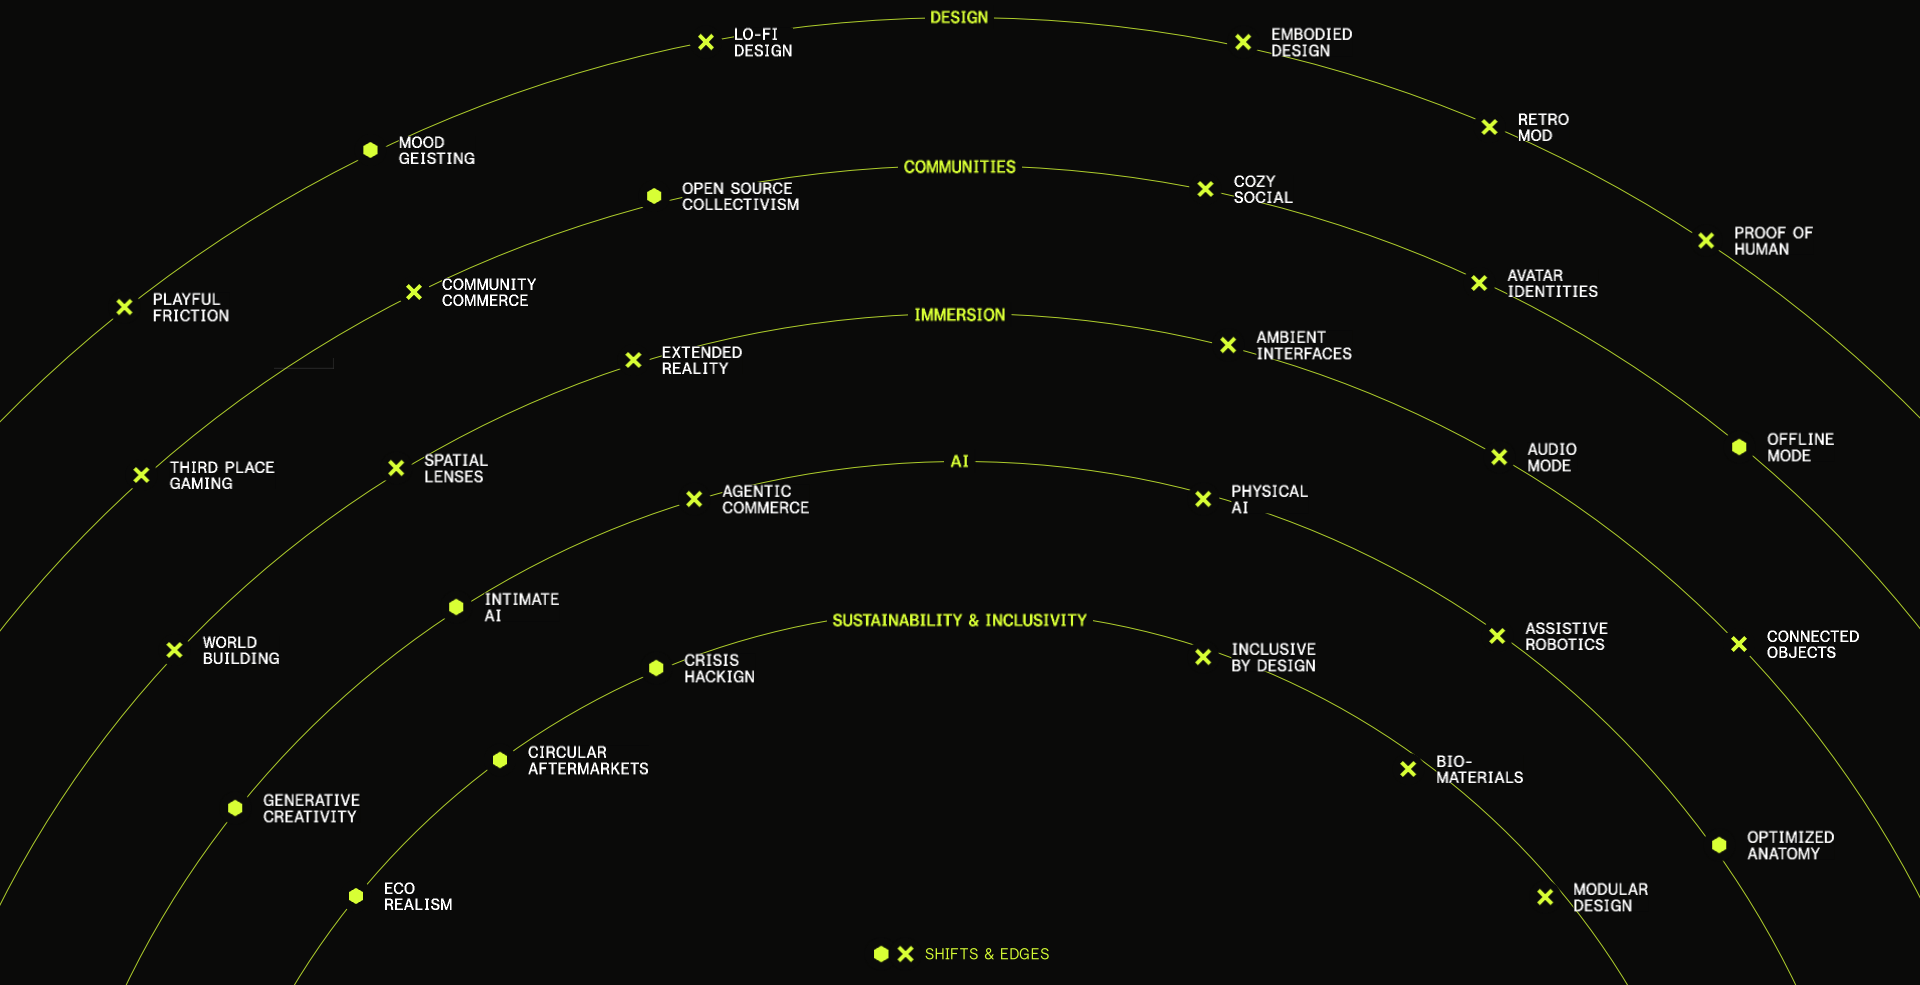 DESIGN
LO-FI
DESIGN
EMBODIED
DESIGN
MOOD
GEISTING
RETRO
MOD
PLAYFUL
FRICTION
PROOF OF
HUMAN
COMMUNITIES
OPEN SOURCE
COLLECTIVISM
COZY
SOCIAL
COMMUNITY
COMMERCE
AVATAR
IDENTITIES
THIRD PLACE
GAMING
OFFLINE
MODE
IMMERSION
EXTENDED
REALITY
AMBIENT
INTERFACES
SPATIAL
LENSES
AUDIO
MODE
WORLD
BUILDING
CONNECTED
OBJECTS
AI
AGENTIC
COMMERCE
PHYSICAL
AI
INTIMATE
AI
ASSISTIVE
ROBOTICS
GENERATIVE
CREATIVITY
OPTIMIZED
ANATOMY
SUSTAINABILITY & INCLUSIVITY
CRISIS
HACKIGN
INCLUSIVE
BY DESIGN
CIRCULAR
AFTERMARKETS
BIO-
MATERIALS
ECO
REALISM
MODULAR
DESIGN
SHIFTS & EDGES